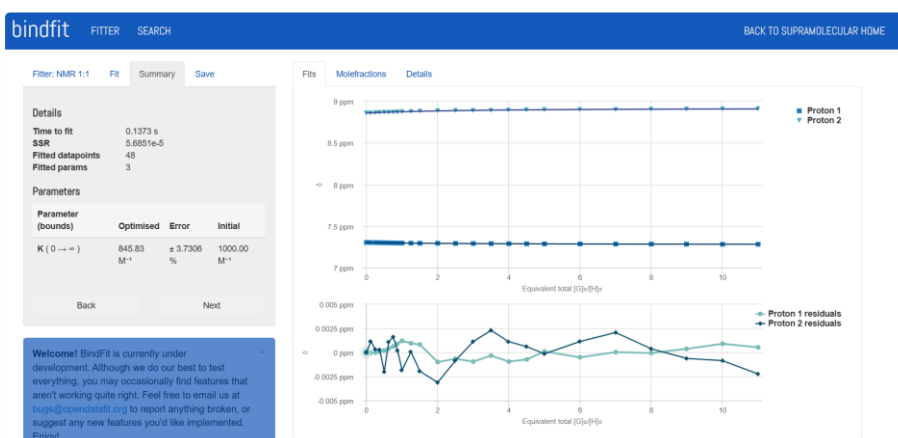 bindfit FITTER SEARCH BACK TO SUPRAMOLECULAR HOME
Fitter: NMR 1:1 Fit Summary Save
Details
Time to fit 0.1373 s
SSR 5.6851e-5
Fitted datapoints 48
Fitted params 3
Parameters
Parameter (bounds) Optimised Error Initial
K ( 0 → ∞ ) 845.83 M⁻¹ ± 3.7306 % 1000.00 M⁻¹
Back Next
Welcome! BindFit is currently under ×
development. Although we do our best to test
everything, you may occasionally find features that
aren't working quite right. Feel free to email us at
bugs@opendatafit.org to report anything broken, or
suggest any new features you'd like implemented.
Enjoy!
Fits Molefractions Details
9 ppm
8.5 ppm
8 ppm
7.5 ppm
7 ppm
δ
0 2 4 6 8 10
Equivalent total [G]₀/[H]₀
Proton 1
Proton 2
0.005 ppm
0.0025 ppm
0 ppm
-0.0025 ppm
-0.005 ppm
δ
0 2 4 6 8 10
Equivalent total [G]₀/[H]₀
Proton 1 residuals
Proton 2 residuals